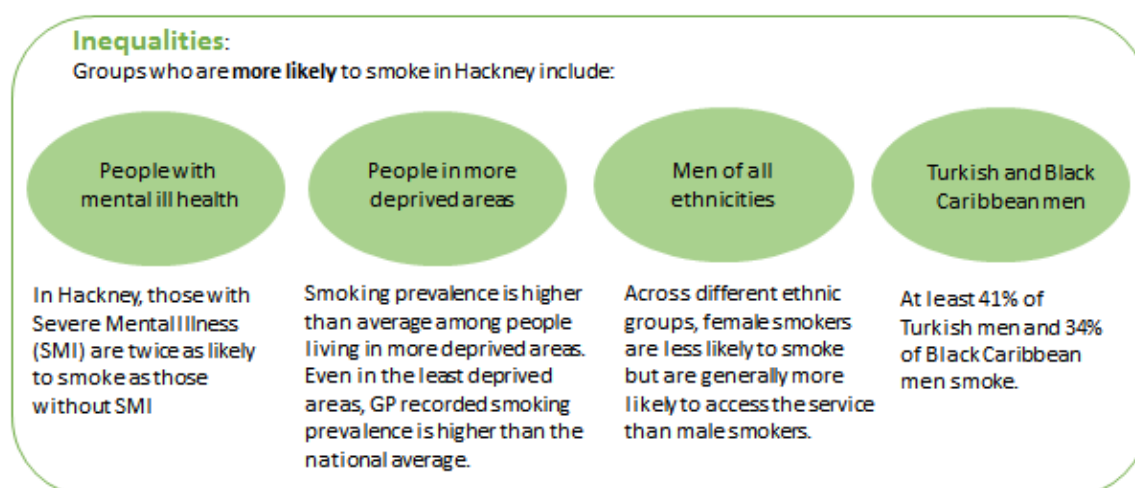 Inequalities:
Groups who are more likely to smoke in Hackney include:
People with
mental ill health
People in more
deprived areas
Men of all
ethnicities
Turkish and Black
Caribbean men
In Hackney, those with
Severe Mental Illness
(SMI) are twice as likely
to smoke as those
without SMI
Smoking prevalence is higher
than average among people
living in more deprived areas.
Even in the least deprived
areas, GP recorded smoking
prevalence is higher than the
national average.
Across different ethnic
groups, female smokers
are less likely to smoke
but are generally more
likely to access the service
than male smokers.
At least 41% of
Turkish men and 34%
of Black Caribbean
men smoke.